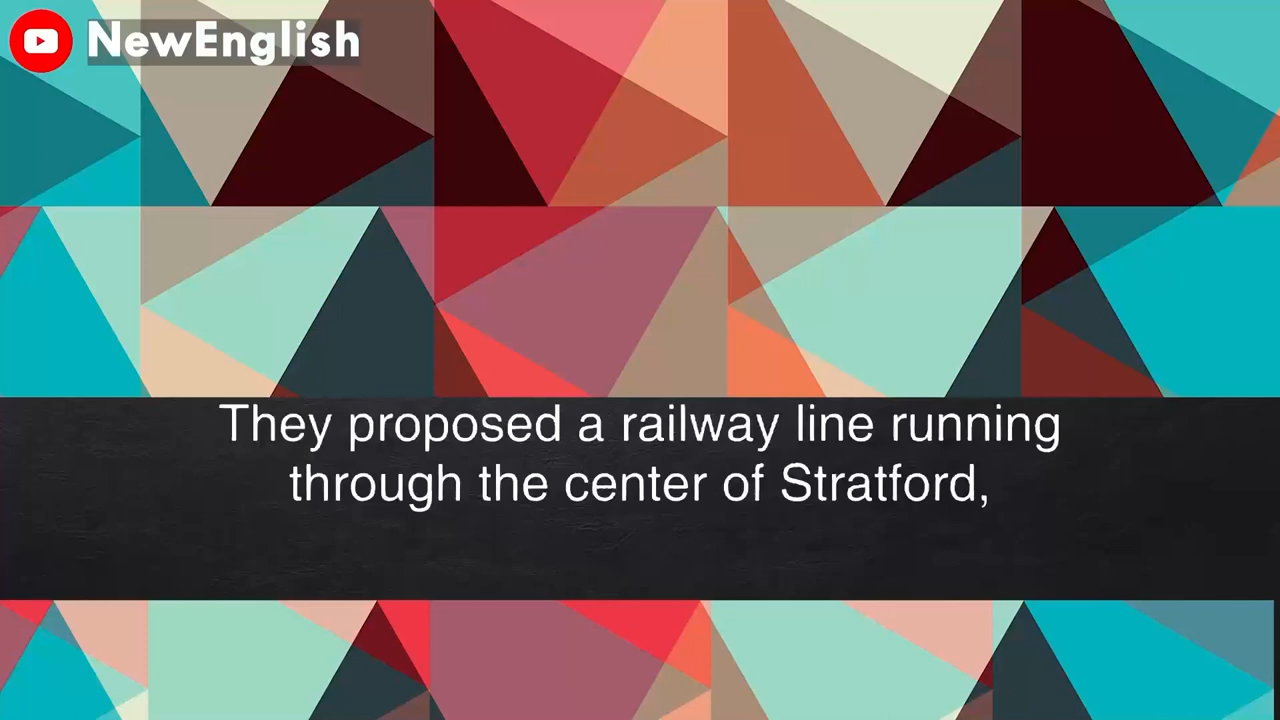 NewEnglish
They proposed a railway line running
through the center of Stratford,